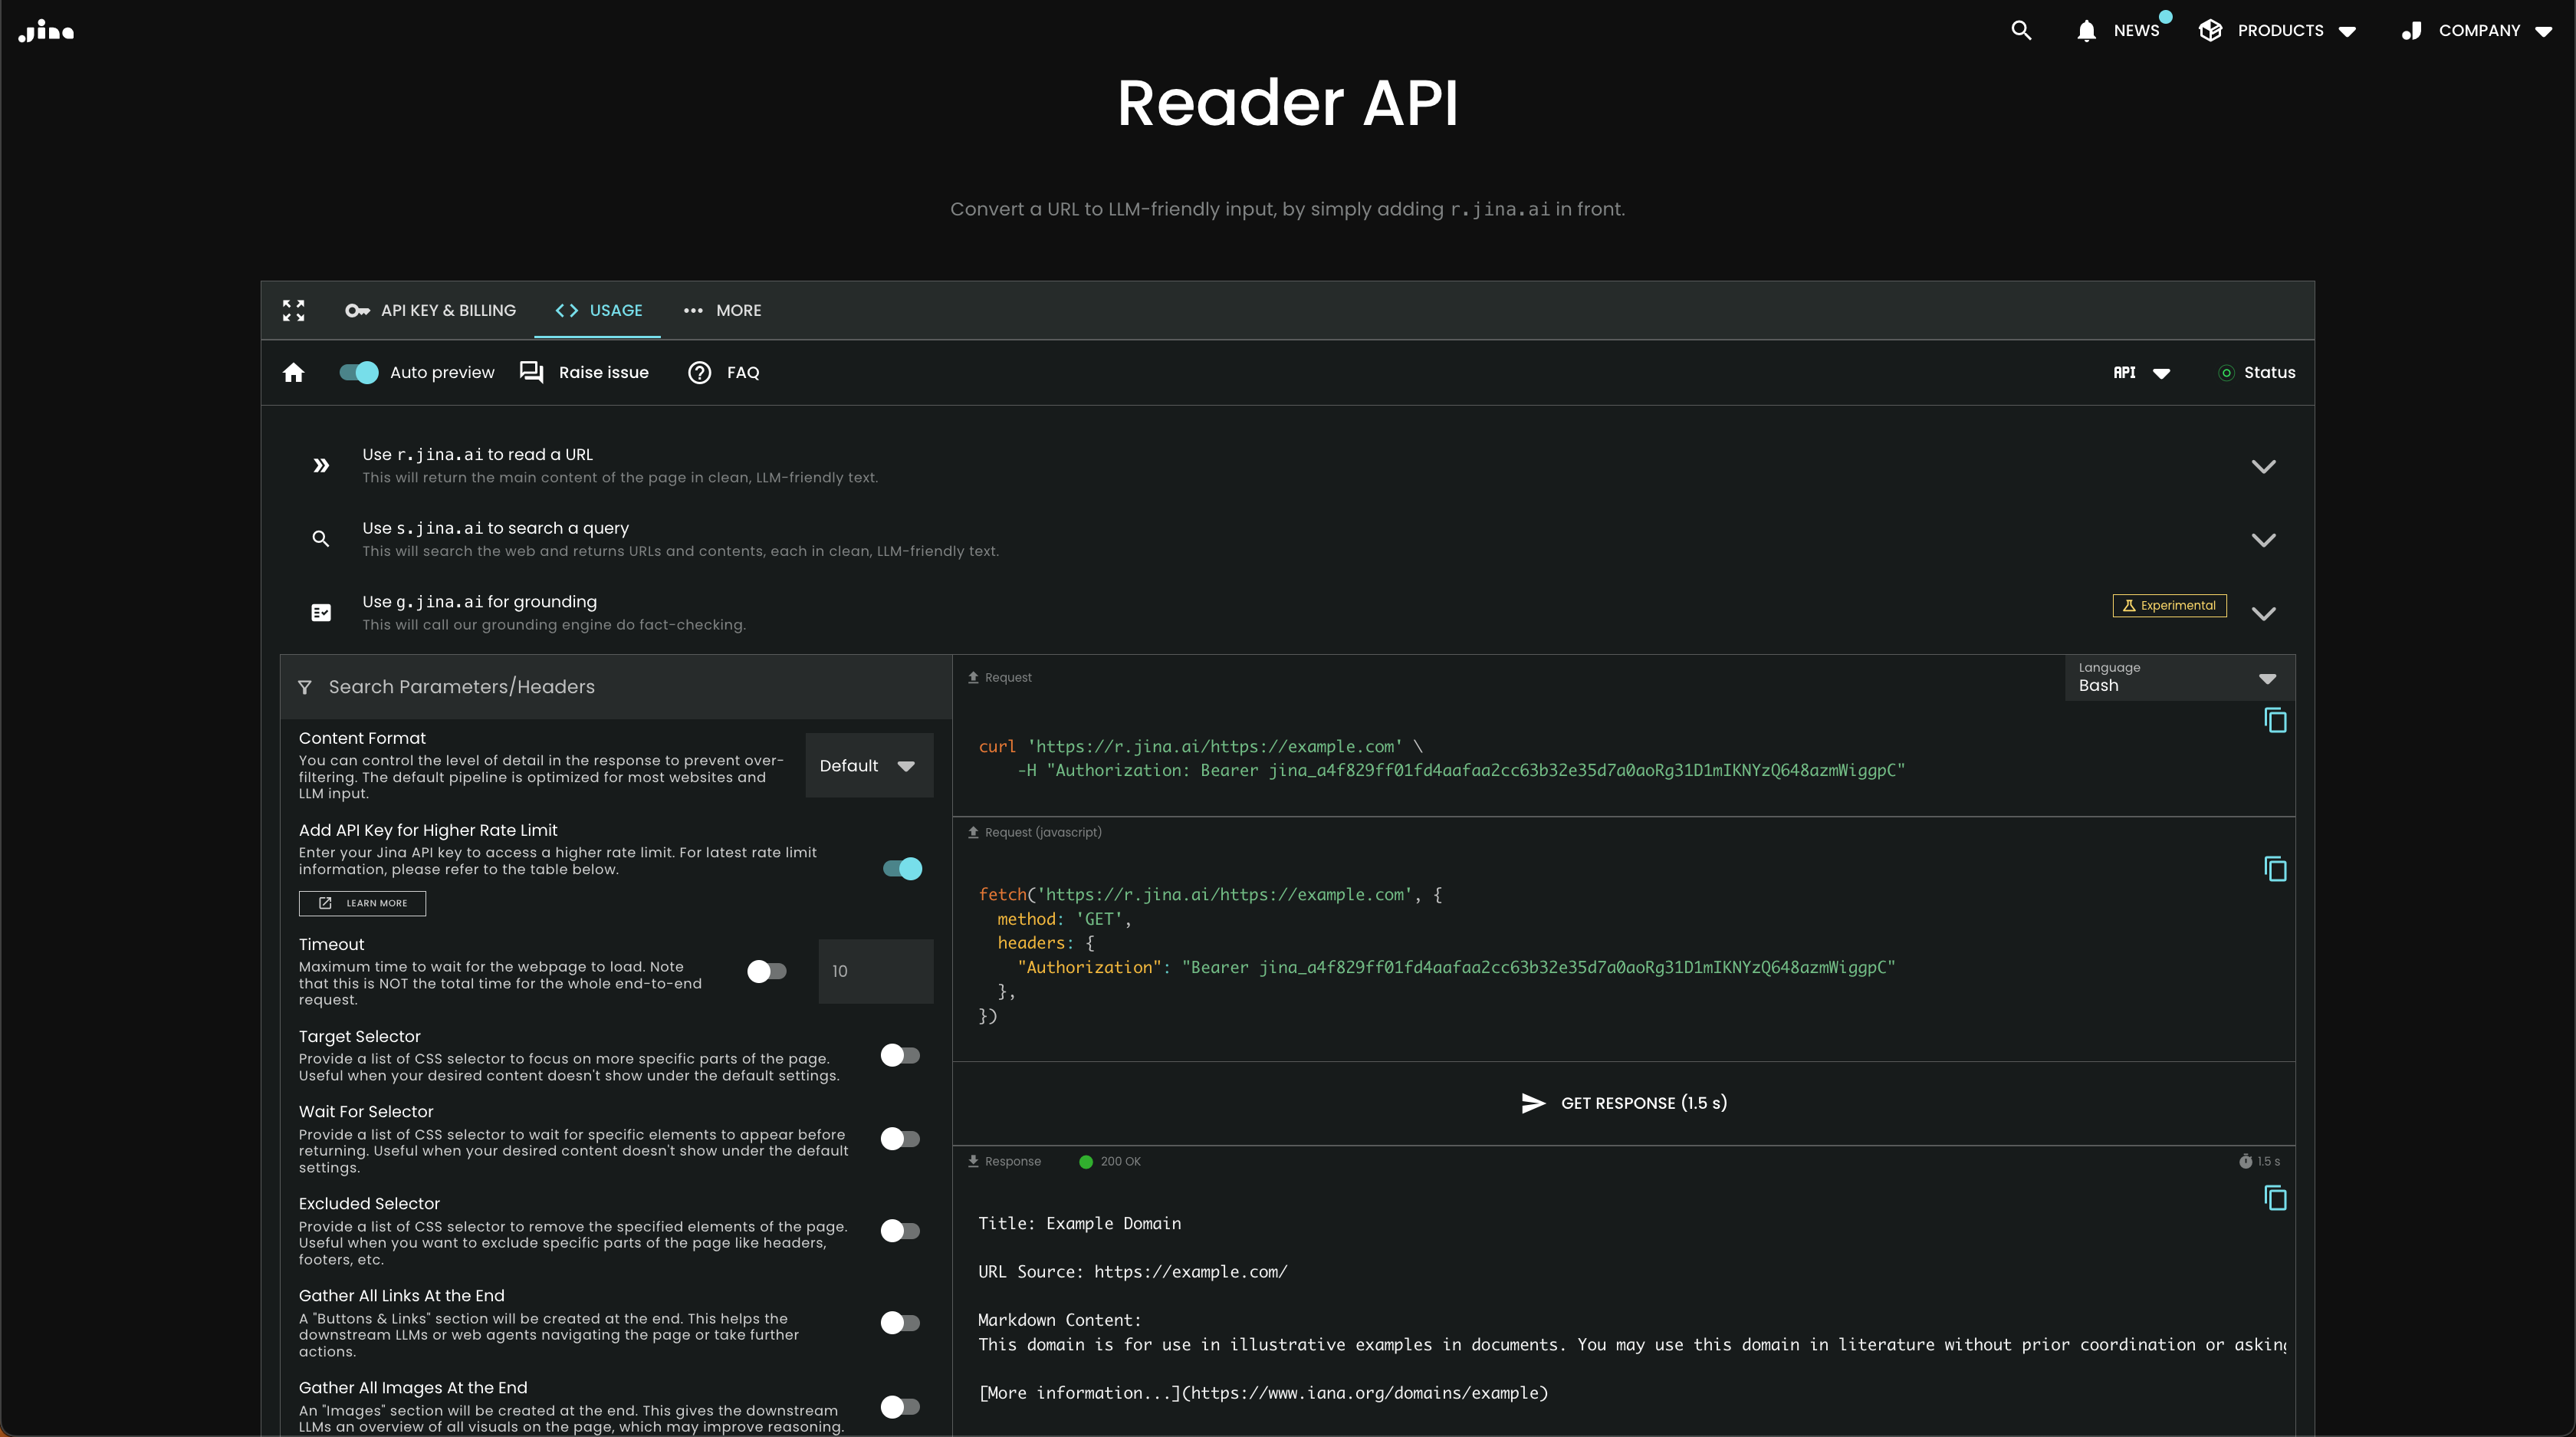 .jina
NEWS
PRODUCTS
COMPANY
Reader API
Convert a URL to LLM-friendly input, by simply adding r.jina.ai in front.
API KEY & BILLING
USAGE
MORE
Auto preview
Raise issue
FAQ
API
Status
Use r.jina.ai to read a URL
This will return the main content of the page in clean, LLM-friendly text.
Use s.jina.ai to search a query
This will search the web and returns URLs and contents, each in clean, LLM-friendly text.
Use g.jina.ai for grounding
This will call our grounding engine do fact-checking.
Experimental
Search Parameters/Headers
Content Format
You can control the level of detail in the response to prevent over-
filtering. The default pipeline is optimized for most websites and
LLM input.
Default
Add API Key for Higher Rate Limit
Enter your Jina API key to access a higher rate limit. For latest rate limit
information, please refer to the table below.
LEARN MORE
Timeout
Maximum time to wait for the webpage to load. Note
that this is NOT the total time for the whole end-to-end
request.
10
Target Selector
Provide a list of CSS selector to focus on more specific parts of the page.
Useful when your desired content doesn't show under the default settings.
Wait For Selector
Provide a list of CSS selector to wait for specific elements to appear before
returning. Useful when your desired content doesn't show under the default
settings.
Excluded Selector
Provide a list of CSS selector to remove the specified elements of the page.
Useful when you want to exclude specific parts of the page like headers,
footers, etc.
Gather All Links At the End
A "Buttons & Links" section will be created at the end. This helps the
downstream LLMs or web agents navigating the page or take further
actions.
Gather All Images At the End
An "Images" section will be created at the end. This gives the downstream
LLMs an overview of all visuals on the page, which may improve reasoning.
Request
Language
Bash
curl 'https://r.jina.ai/https://example.com' \
-H "Authorization: Bearer jina_a4f829ff01fd4aafaa2cc63b32e35d7a0aoRg31D1mIKNYzQ648azmWiggpC"
Request (javascript)
fetch('https://r.jina.ai/https://example.com', {
method: 'GET',
headers: {
"Authorization": "Bearer jina_a4f829ff01fd4aafaa2cc63b32e35d7a0aoRg31D1mIKNYzQ648azmWiggpC"
},
})
GET RESPONSE (1.5 s)
Response
200 OK
1.5 s
Title: Example Domain
URL Source: https://example.com/
Markdown Content:
This domain is for use in illustrative examples in documents. You may use this domain in literature without prior coordination or asking
[More information...](https://www.iana.org/domains/example)